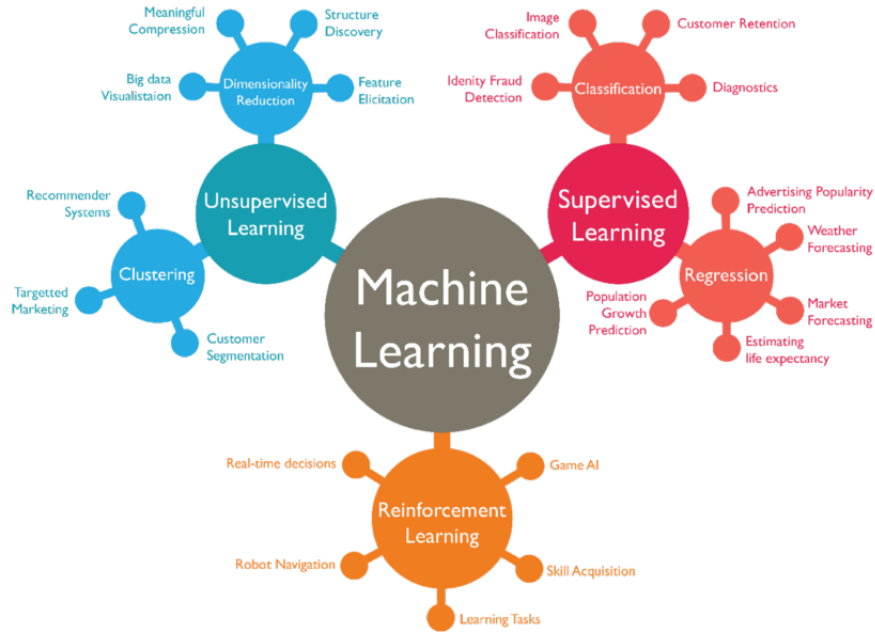 Meaningful
Compression
Structure
Discovery
Big data
Visualistaion
Dimensionality
Reduction
Feature
Elicitation
Image
Classification
Customer Retention
Idenity Fraud
Detection
Classification
Diagnostics
Recommender
Systems
Unsupervised
Learning
Supervised
Learning
Advertising Popularity
Prediction
Weather
Forecasting
Clustering
Regression
Targetted
Marketing
Customer
Segmentation
Machine
Learning
Population
Growth
Prediction
Market
Forecasting
Estimating
life expectancy
Real-time decisions
Game AI
Reinforcement
Learning
Robot Navigation
Skill Acquisition
Learning Tasks